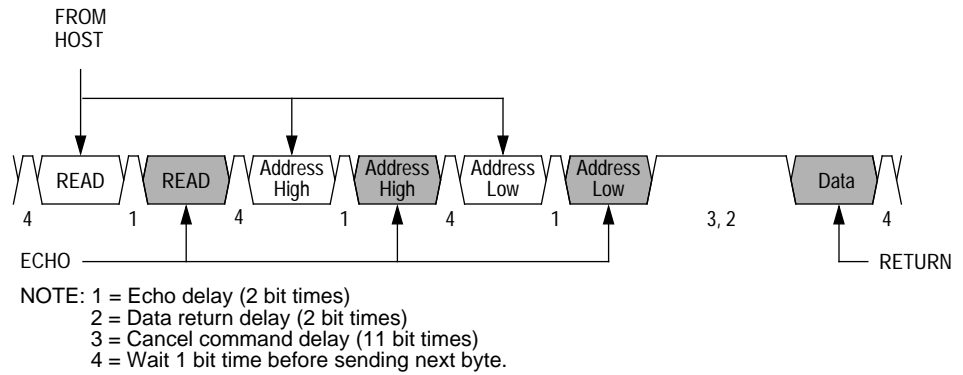 FROM
HOST
READ READ Address High Address High Address Low Address Low Data
4 1 4 1 4 1 3, 2 4
ECHO RETURN
NOTE: 1 = Echo delay (2 bit times)
2 = Data return delay (2 bit times)
3 = Cancel command delay (11 bit times)
4 = Wait 1 bit time before sending next byte.